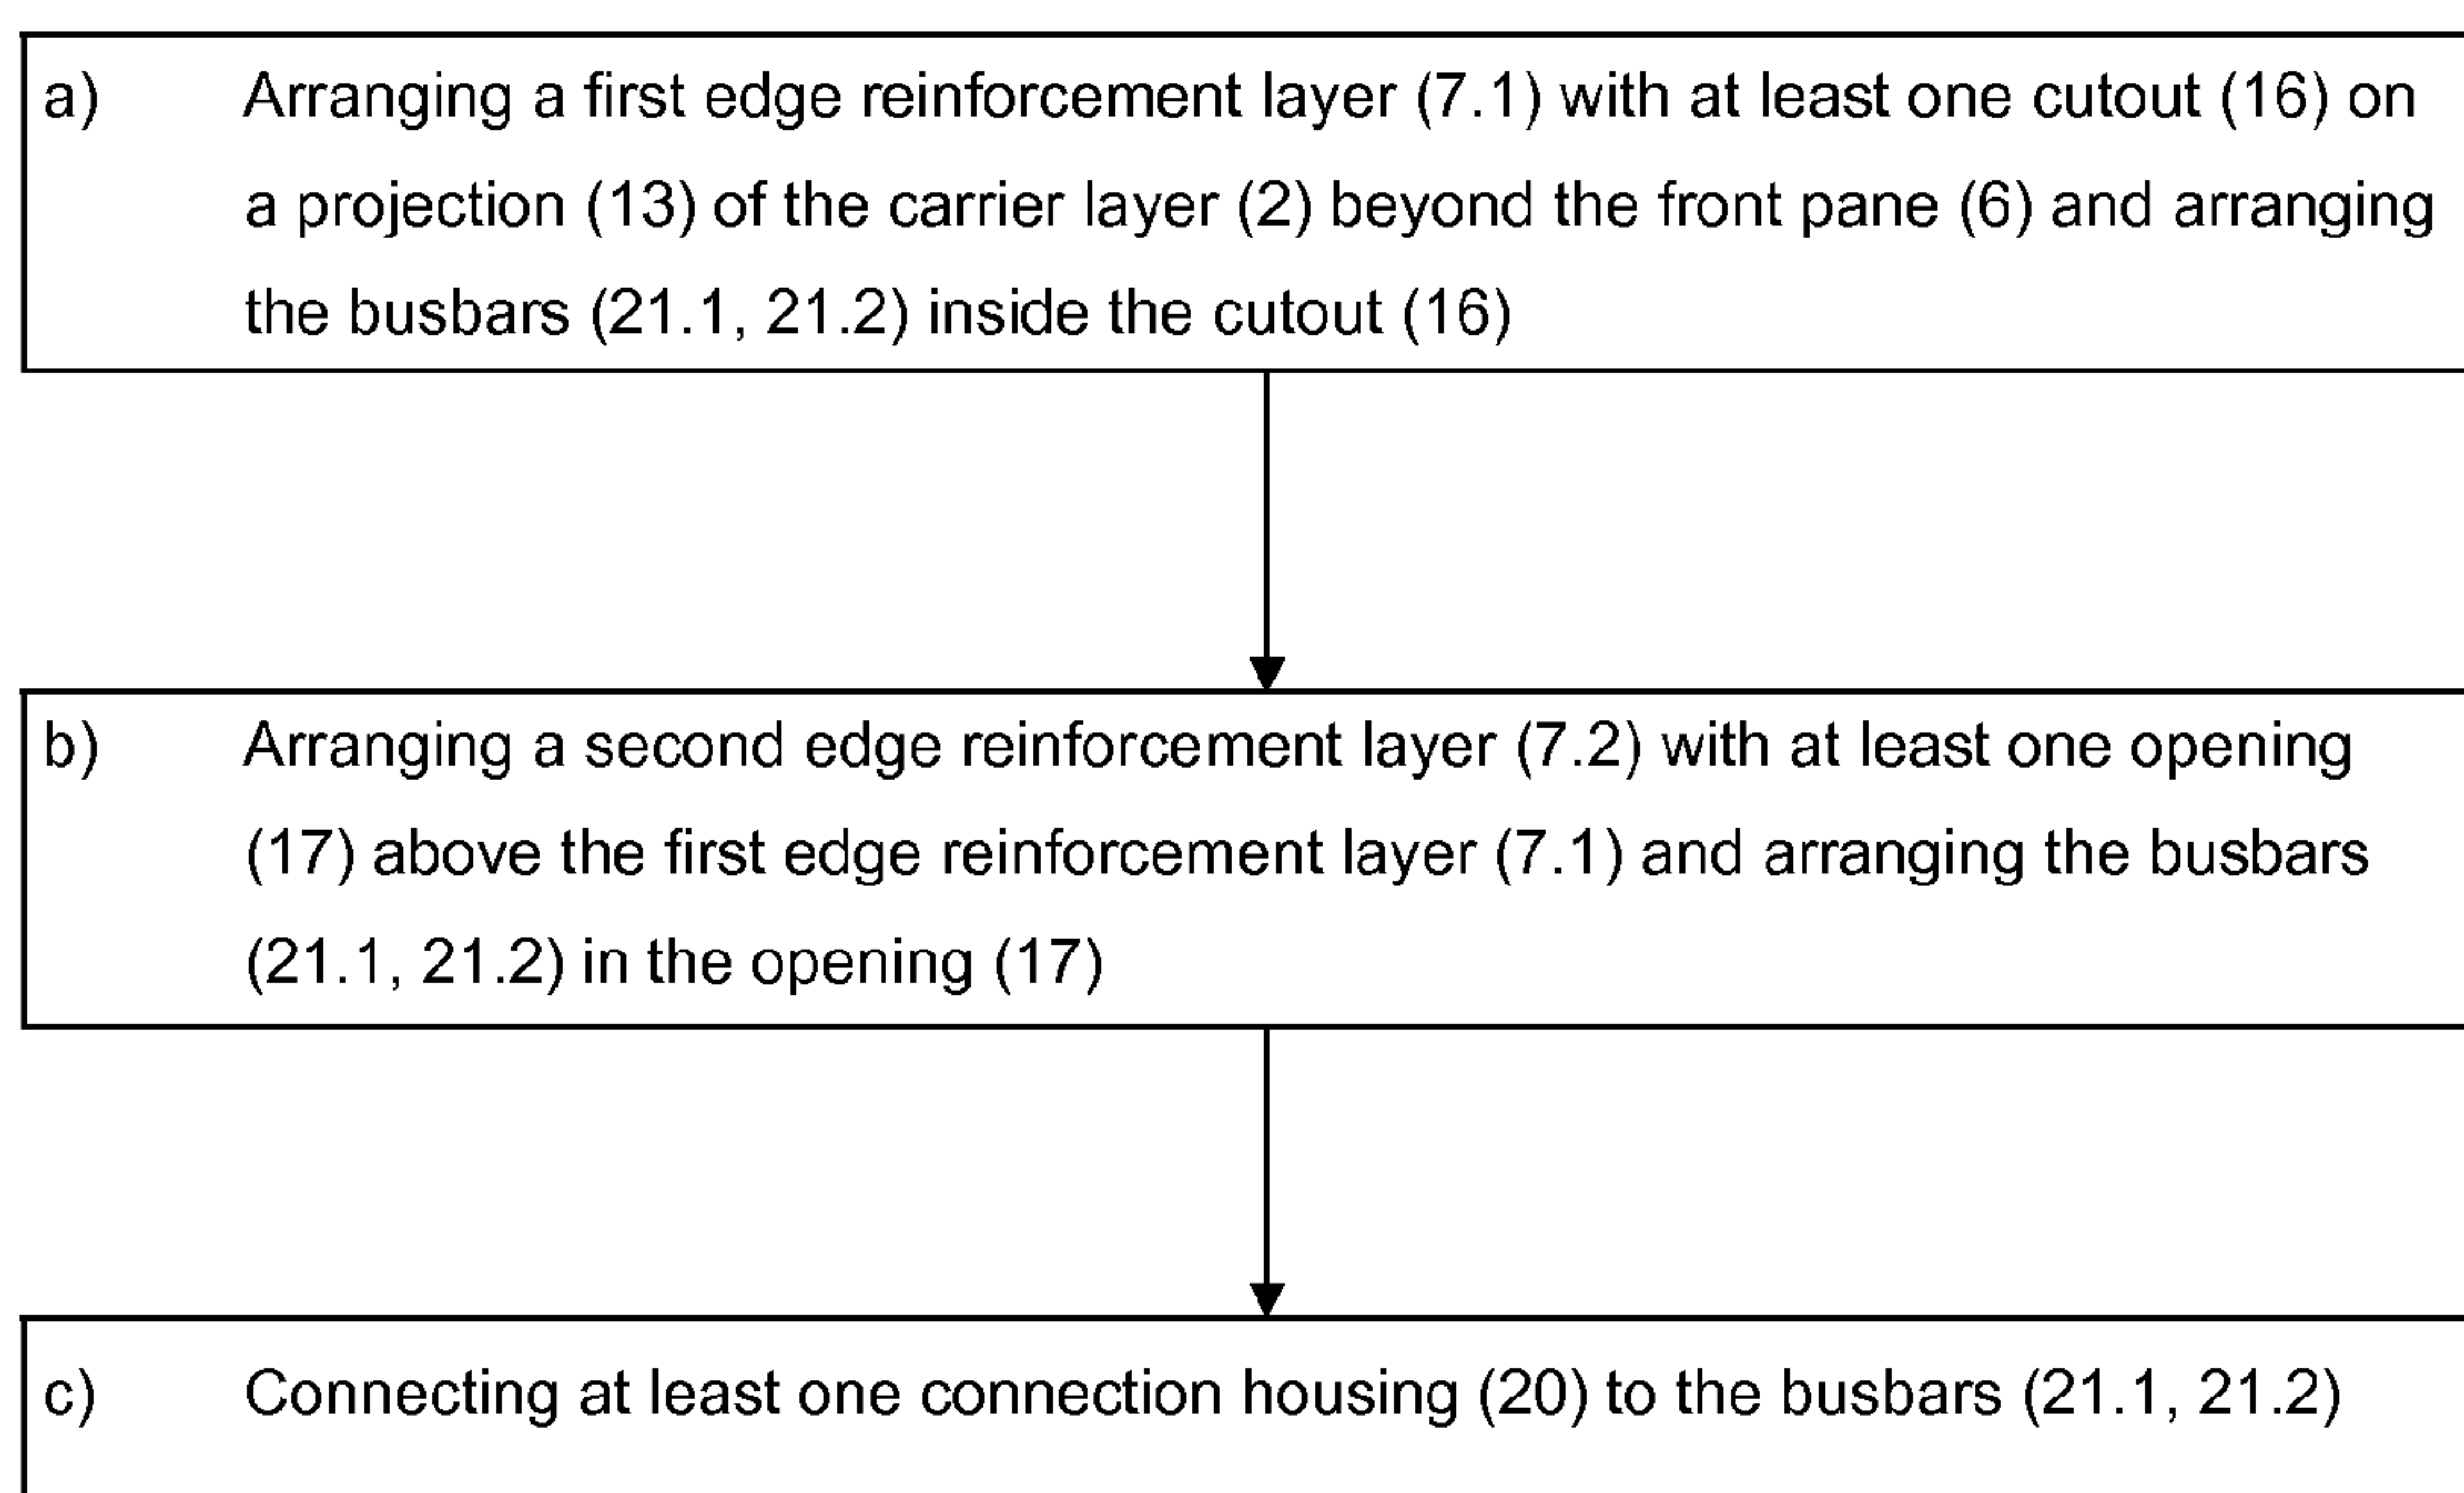 a) Arranging a first edge reinforcement layer (7.1) with at least one cutout (16) on
a projection (13) of the carrier layer (2) beyond the front pane (6) and arranging
the busbars (21.1, 21.2) inside the cutout (16)
b) Arranging a second edge reinforcement layer (7.2) with at least one opening
(17) above the first edge reinforcement layer (7.1) and arranging the busbars
(21.1, 21.2) in the opening (17)
c) Connecting at least one connection housing (20) to the busbars (21.1, 21.2)